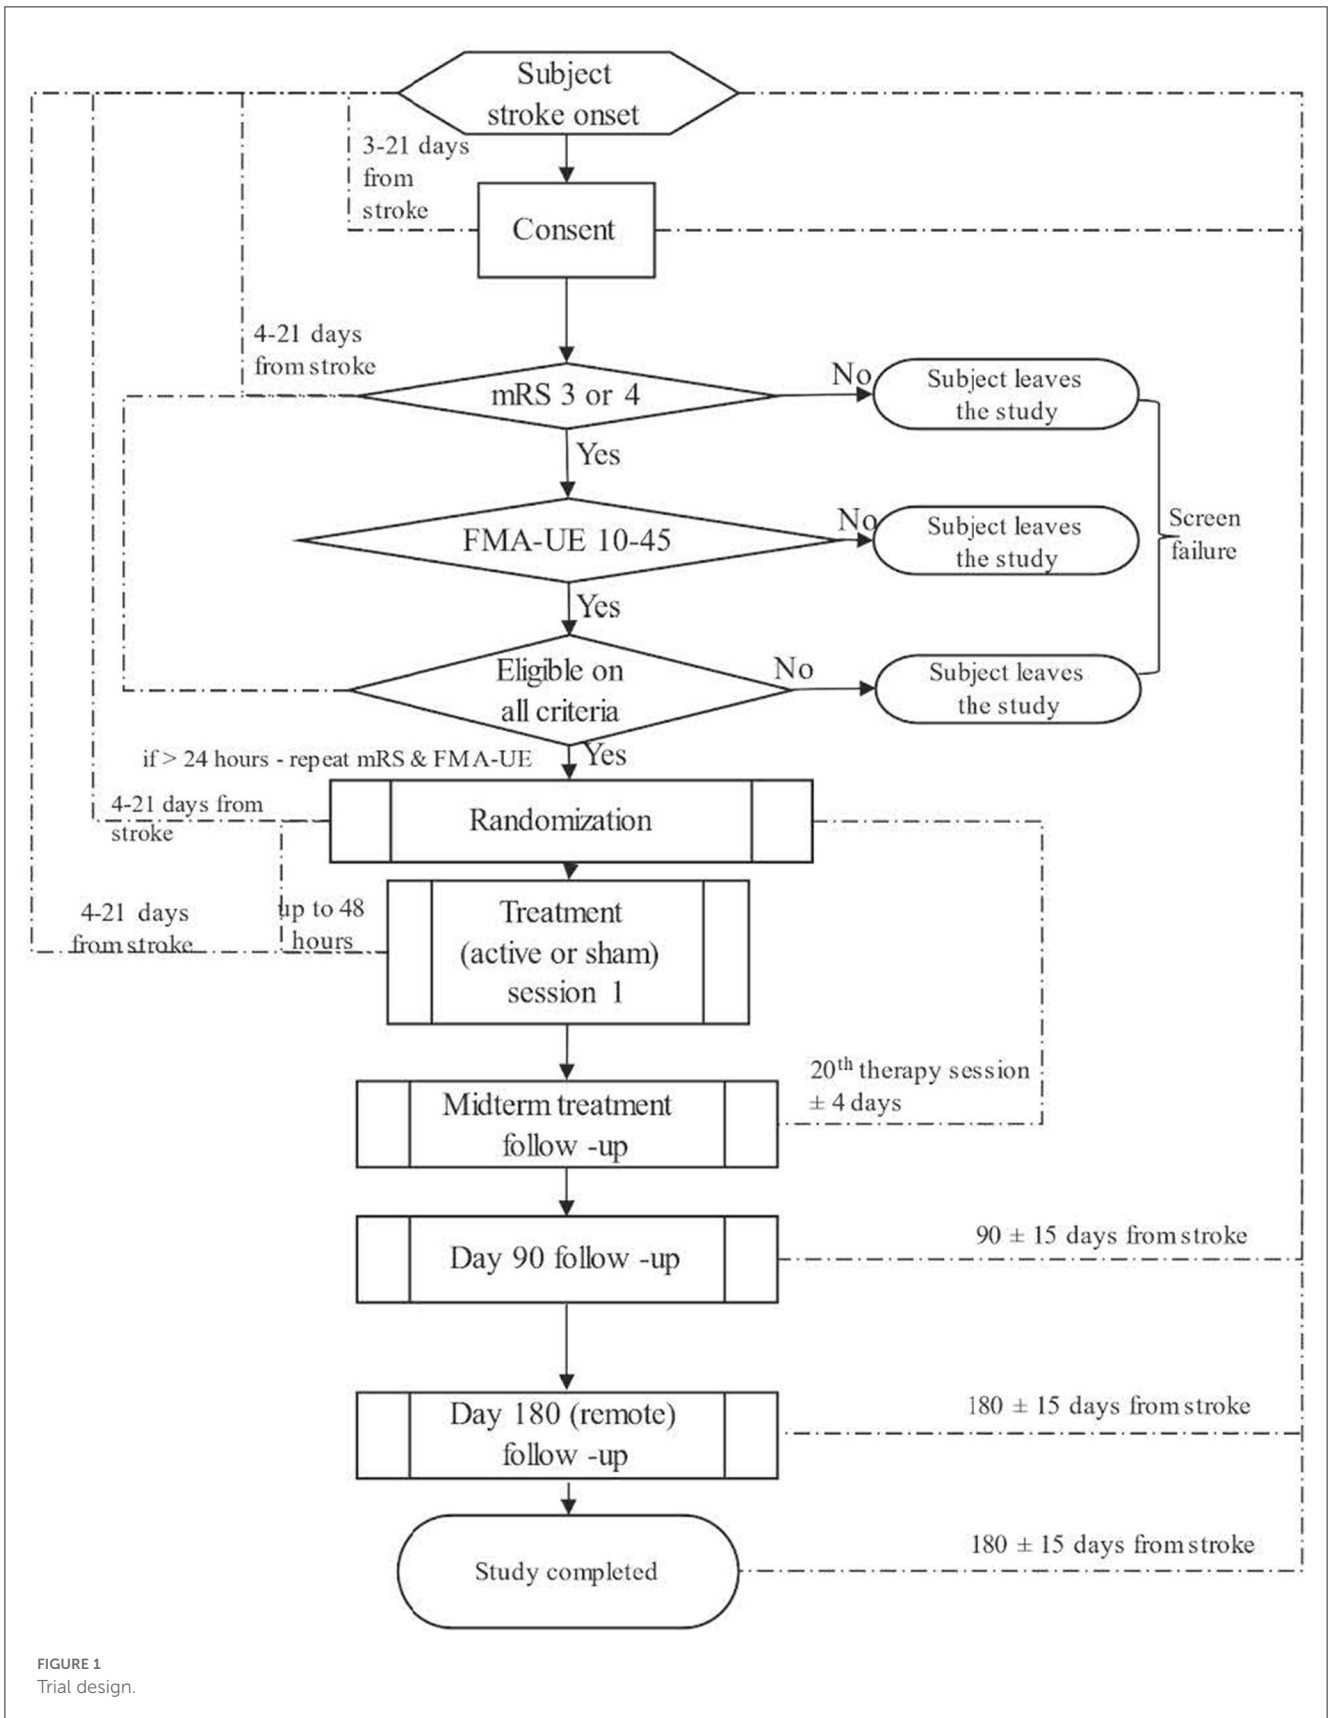 Subject
stroke onset
3-21 days
from
stroke
Consent
4-21 days
from stroke
mRS 3 or 4
No
Subject leaves
the study
Yes
FMA-UE 10-45
No
Subject leaves
the study
Screen
failure
Yes
Eligible on
all criteria
No
Subject leaves
the study
if > 24 hours - repeat mRS & FMA-UE
Yes
4-21 days from
stroke
Randomization
4-21 days
from stroke
up to 48
hours
Treatment
(active or sham)
session 1
20th therapy session
± 4 days
Midterm treatment
follow -up
90 ± 15 days from stroke
Day 90 follow -up
180 ± 15 days from stroke
Day 180 (remote)
follow -up
180 ± 15 days from stroke
Study completed
FIGURE 1
Trial design.